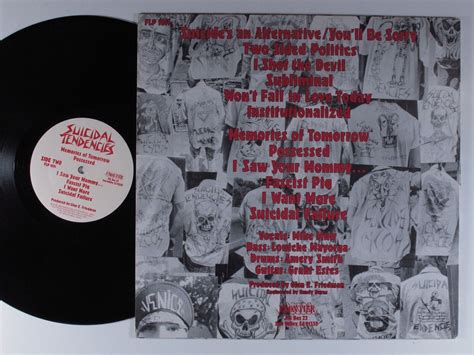 FLP 1011
Suicide's an Alternative/You'll Be Sorry
Two Sided Politics
I Shot the Devil
Subliminal
Won't Fall in Love Today
Institutionalized
Memories of Tomorrow
Possessed
I Saw Your Mommy...
Fascist Pig
I Want More
Suicidal Failure
Vocals: Mike Muir
Bass: Louiche Mayorga
Drums: Amery Smith
Guitar: Grant Estes
Produced by Glen E. Friedman
FRONTIER
SUICIDAL
TENDENCIES
Memories of Tomorrow
Possessed
SIDE TWO
I Saw Your Mommy...
Fascist Pig
I Want More
Suicidal Failure
Produced by Glen E. Friedman
VENICE
SUICIDAL